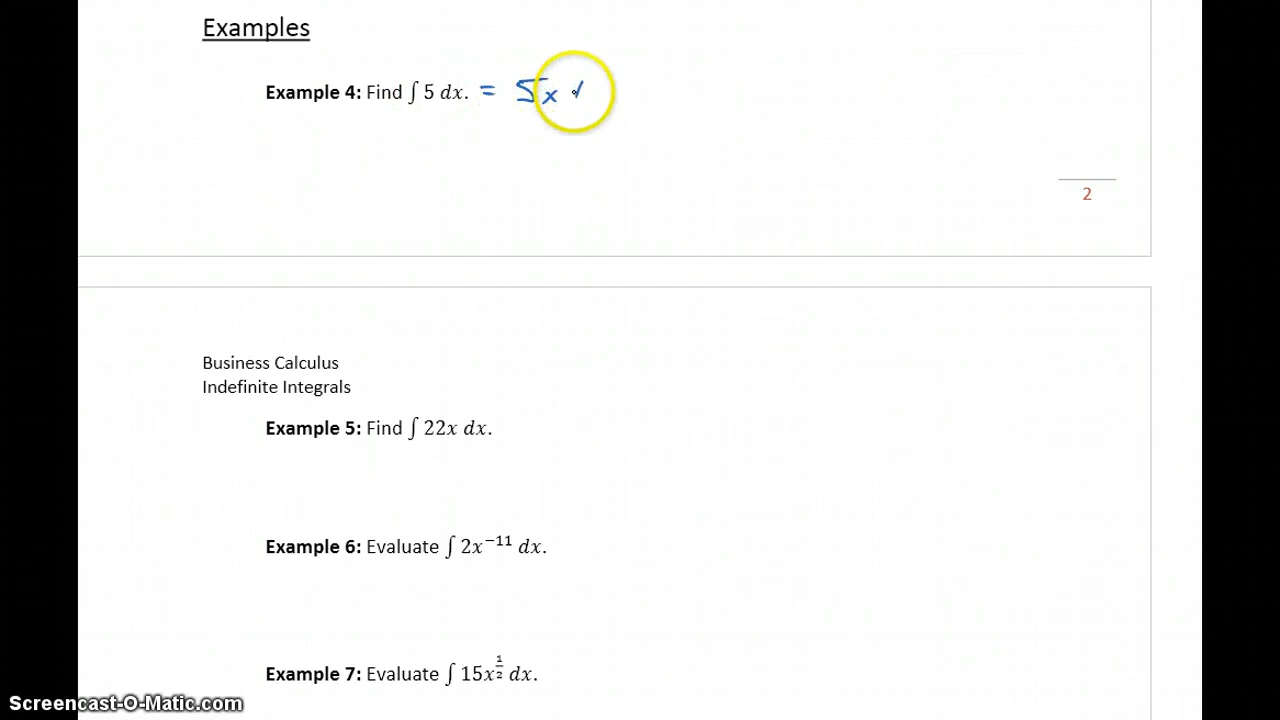 Examples
Example 4: Find ∫ 5 dx. = 5x
2
Business Calculus
Indefinite Integrals
Example 5: Find ∫ 22x dx.
Example 6: Evaluate ∫ 2x⁻¹¹ dx.
Example 7: Evaluate ∫ 15x^(1/2) dx.
Screencast-O-Matic.com